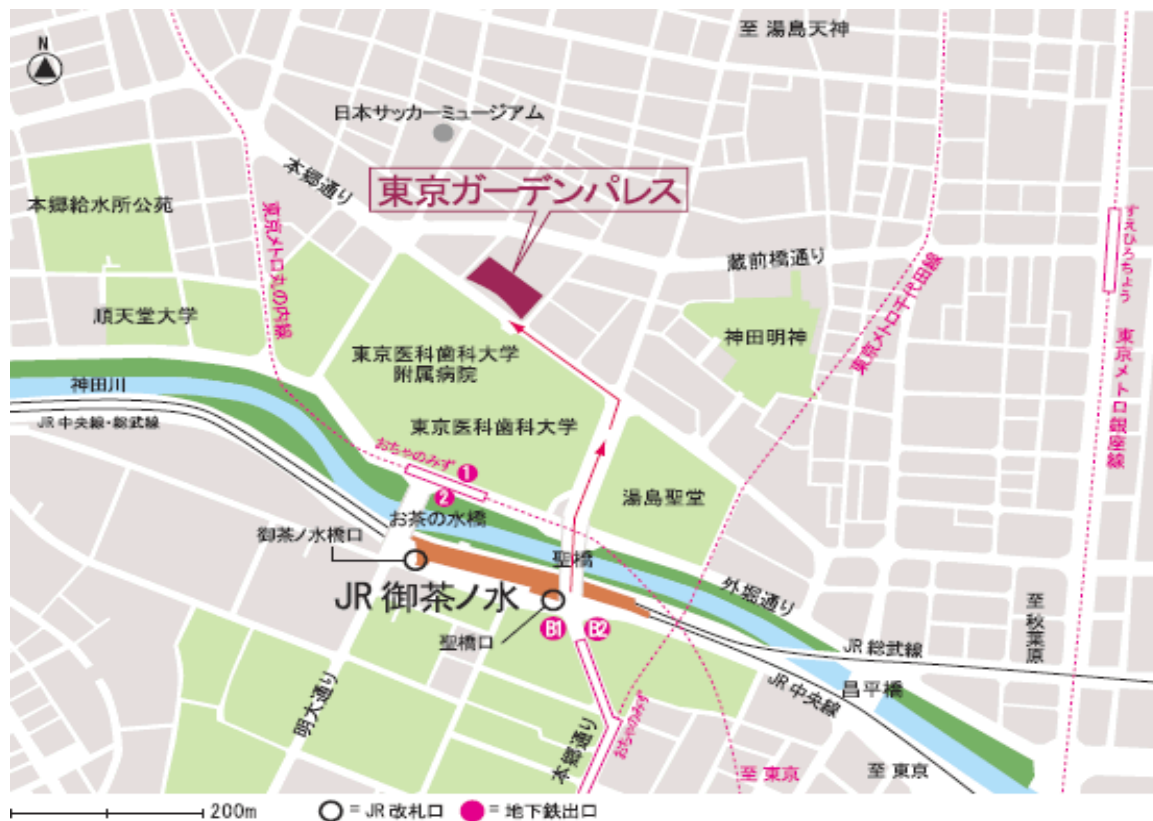 至 湯島天神
N
日本サッカーミュージアム
本郷通り
東京ガーデンパレス
本郷給水所公苑
東京メトロ丸の内線
蔵前橋通り
すえひろちょう
東京メトロ千代田線
順天堂大学
神田明神
東京メトロ銀座線
東京医科歯科大学
附属病院
神田川
JR 中央線・総武線
東京医科歯科大学
おちゃのみず
1
2
湯島聖堂
お茶の水橋
御茶ノ水橋口
聖橋
外堀通り
JR 御茶ノ水
至 秋葉原
B1
B2
聖橋口
JR 総武線
JR 中央線
昌平橋
明大通り
本郷通り
おちゃのみず
至 東京
至 東京
200m
= JR 改札口
= 地下鉄出口